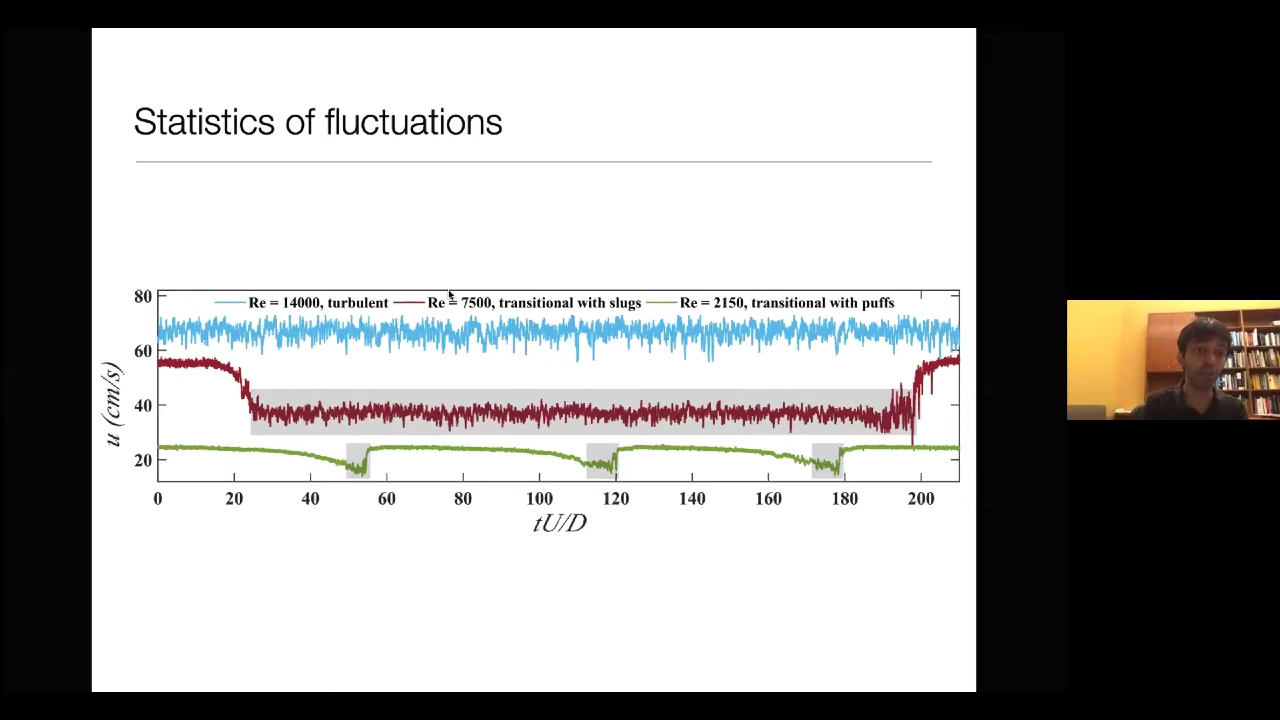 Statistics of fluctuations
Re = 14000, turbulent Re = 7500, transitional with slugs Re = 2150, transitional with puffs
80
60
40
20
u (cm/s)
0 20 40 60 80 100 120 140 160 180 200
tU/D